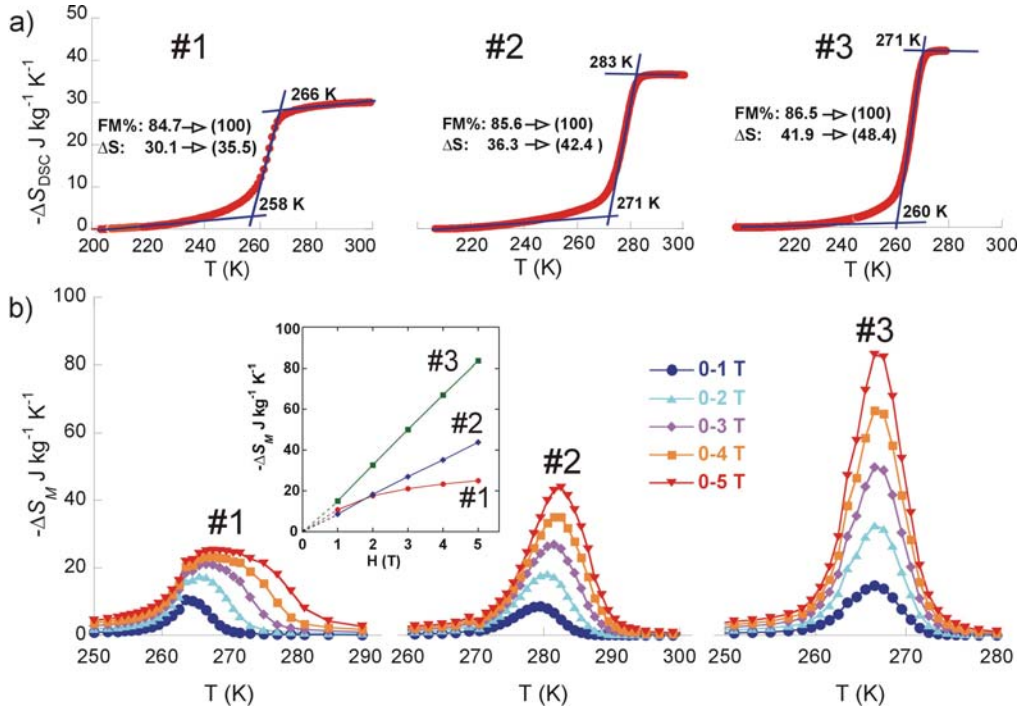 a)
#1
#2
#3
-ΔS_DSC J kg⁻¹ K⁻¹
50
40
30
20
10
0
266 K
FM%: 84.7→(100)
ΔS: 30.1→(35.5)
258 K
283 K
FM%: 85.6→(100)
ΔS: 36.3→(42.4 )
271 K
271 K
FM%: 86.5→(100)
ΔS: 41.9→(48.4)
260 K
200 220 240 260 280 300
220 240 260 280 300
220 240 260 280 300
T (K)
T (K)
T (K)
b)
-ΔS_M J kg⁻¹ K⁻¹
100
80
60
40
20
0
-ΔS_M J kg⁻¹ K⁻¹
100
80
60
40
20
0
#3
#2
#1
0 1 2 3 4 5
H (T)
0-1 T
0-2 T
0-3 T
0-4 T
0-5 T
#1
#2
#3
250 260 270 280 290
260 270 280 290 300
250 260 270 280
T (K)
T (K)
T (K)